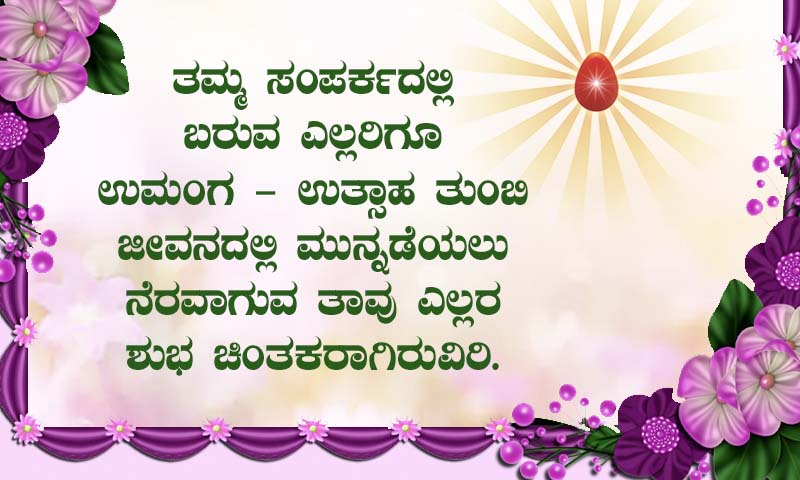 ತಮ್ಮ ಸಂಪರ್ಕದಲ್ಲಿ
ಬರುವ ಎಲ್ಲರಿಗೂ
ಉಮಂಗ – ಉತ್ಸಾಹ ತುಂಬಿ
ಜೀವನದಲ್ಲಿ ಮುನ್ನಡೆಯಲು
ನೆರವಾಗುವ ತಾವು ಎಲ್ಲರ
ಶುಭ ಚಿಂತಕರಾಗಿರುವಿರಿ.